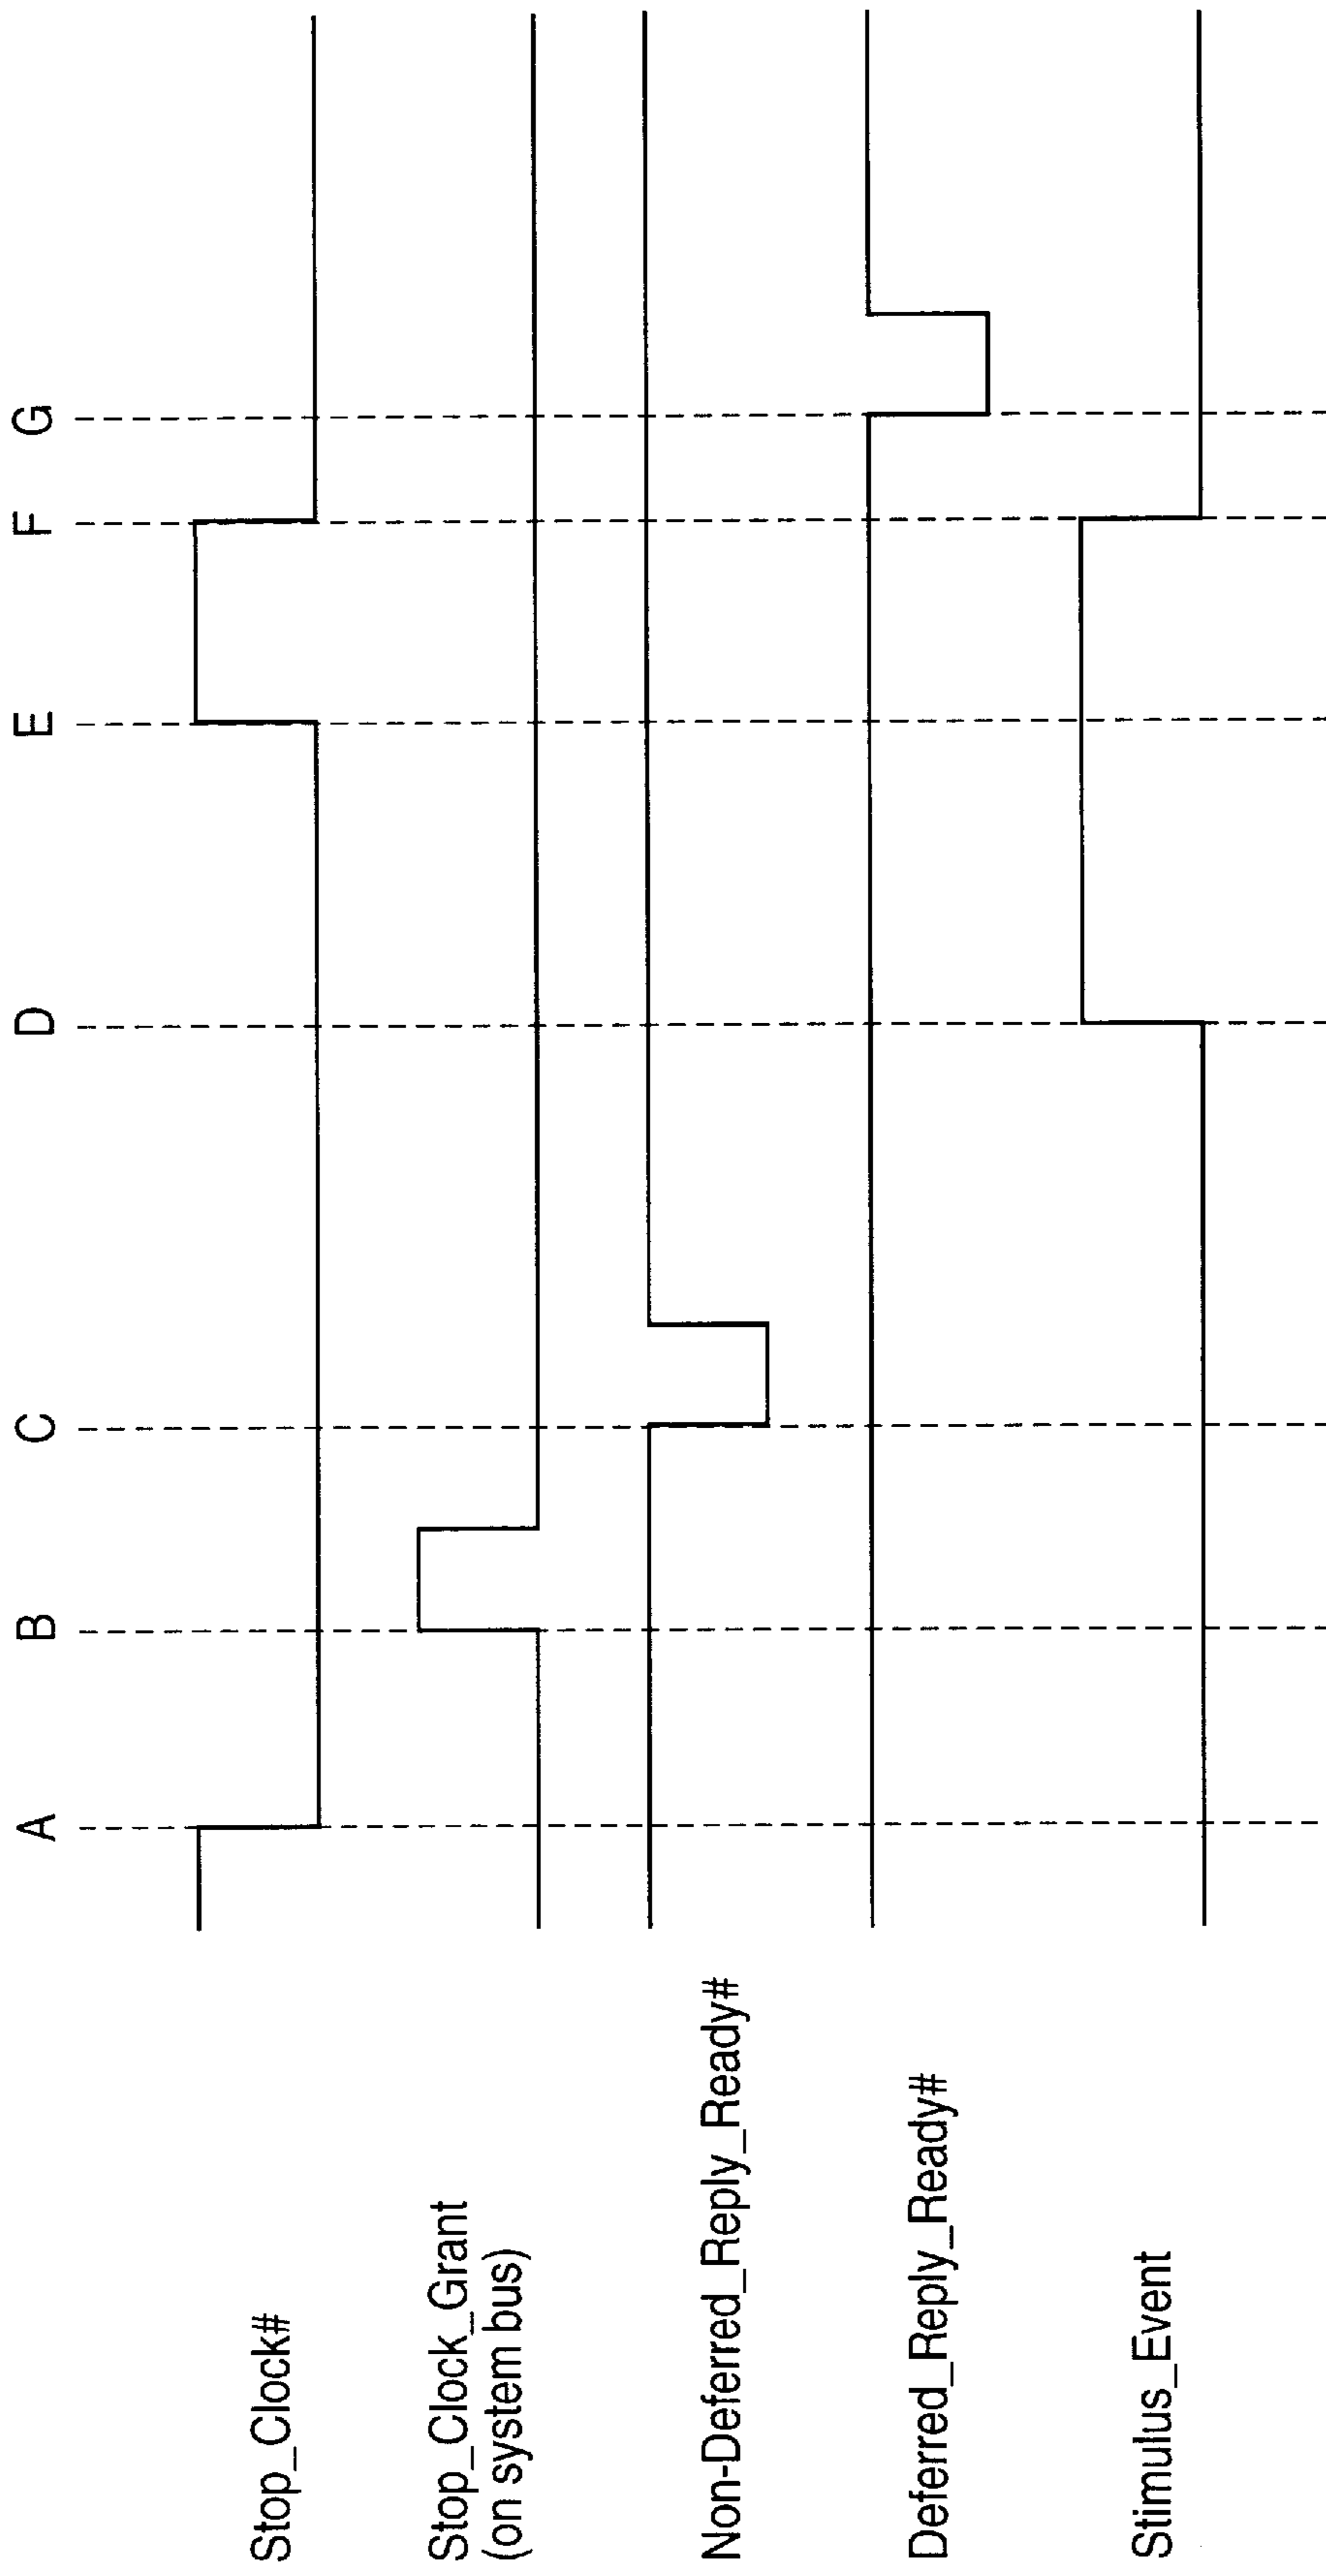 A B C D E F G
Stop_Clock#
Stop_Clock_Grant
(on system bus)
Non-Deferred_Reply_Ready#
Deferred_Reply_Ready#
Stimulus_Event